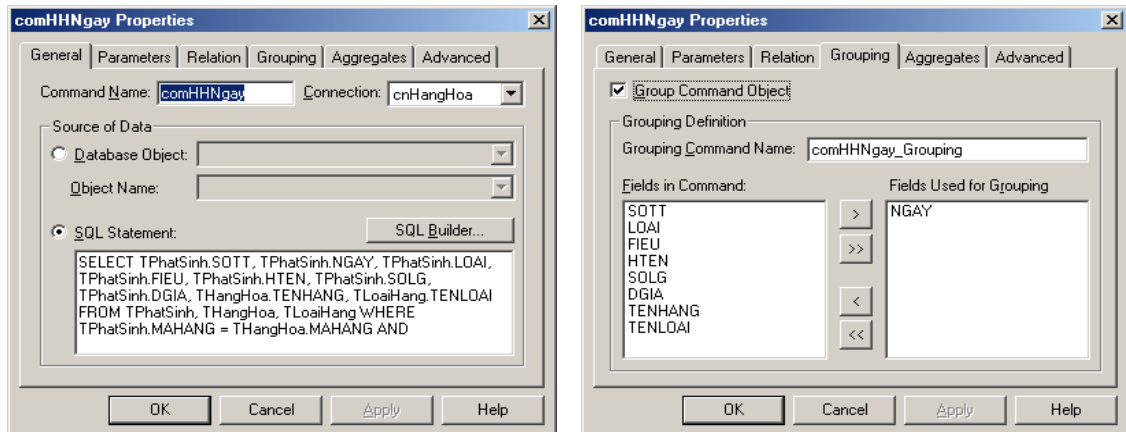 comHHNgay Properties
General Parameters Relation Grouping Aggregates Advanced
Command Name: comHHNgay Connection: cnHangHoa
Source of Data
Database Object:
Object Name:
SQL Statement: SQL Builder...
SELECT TPhatSinh.SOTT, TPhatSinh.NGAY, TPhatSinh.LOAI,
TPhatSinh.FIEU, TPhatSinh.HTEN, TPhatSinh.SOLG,
TPhatSinh.DGIA, THangHoa.TENHANG, TLoaiHang.TENLOAI
FROM TPhatSinh, THangHoa, TLoaiHang WHERE
TPhatSinh.MAHANG = THangHoa.MAHANG AND
OK Cancel Apply Help
comHHNgay Properties
General Parameters Relation Grouping Aggregates Advanced
Group Command Object
Grouping Definition
Grouping Command Name: comHHNgay_Grouping
Fields in Command: Fields Used for Grouping
SOTT > NGAY
LOAI
FIEU >>
HTEN
SOLG
DGIA <
TENHANG
TENLOAI <<
OK Cancel Apply Help